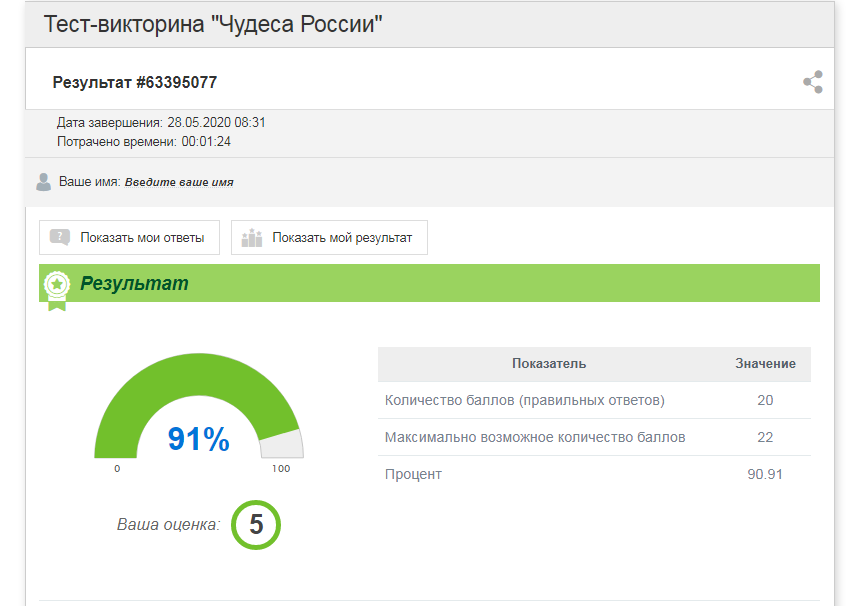 Тест-викторина "Чудеса России"
Результат #63395077
Дата завершения: 28.05.2020 08:31
Потрачено времени: 00:01:24
Ваше имя: Введите ваше имя
? Показать мои ответы
Показать мой результат
Результат
Показатель Значение
Количество баллов (правильных ответов) 20
Максимально возможное количество баллов 22
Процент 90.91
91%
0 100
Ваша оценка: 5